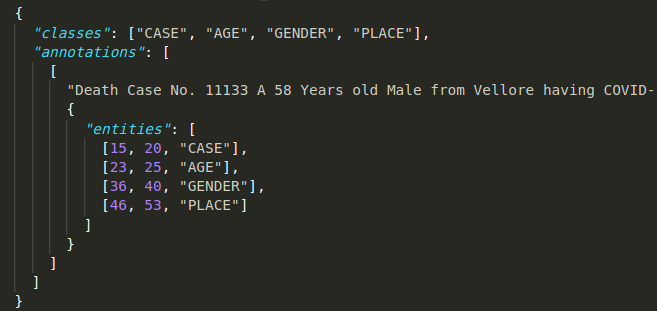 {
"classes": ["CASE", "AGE", "GENDER", "PLACE"],
"annotations": [
[
"Death Case No. 11133 A 58 Years old Male from Vellore having COVID-
{
"entities": [
[15, 20, "CASE"],
[23, 25, "AGE"],
[36, 40, "GENDER"],
[46, 53, "PLACE"]
]
}
]
]
}